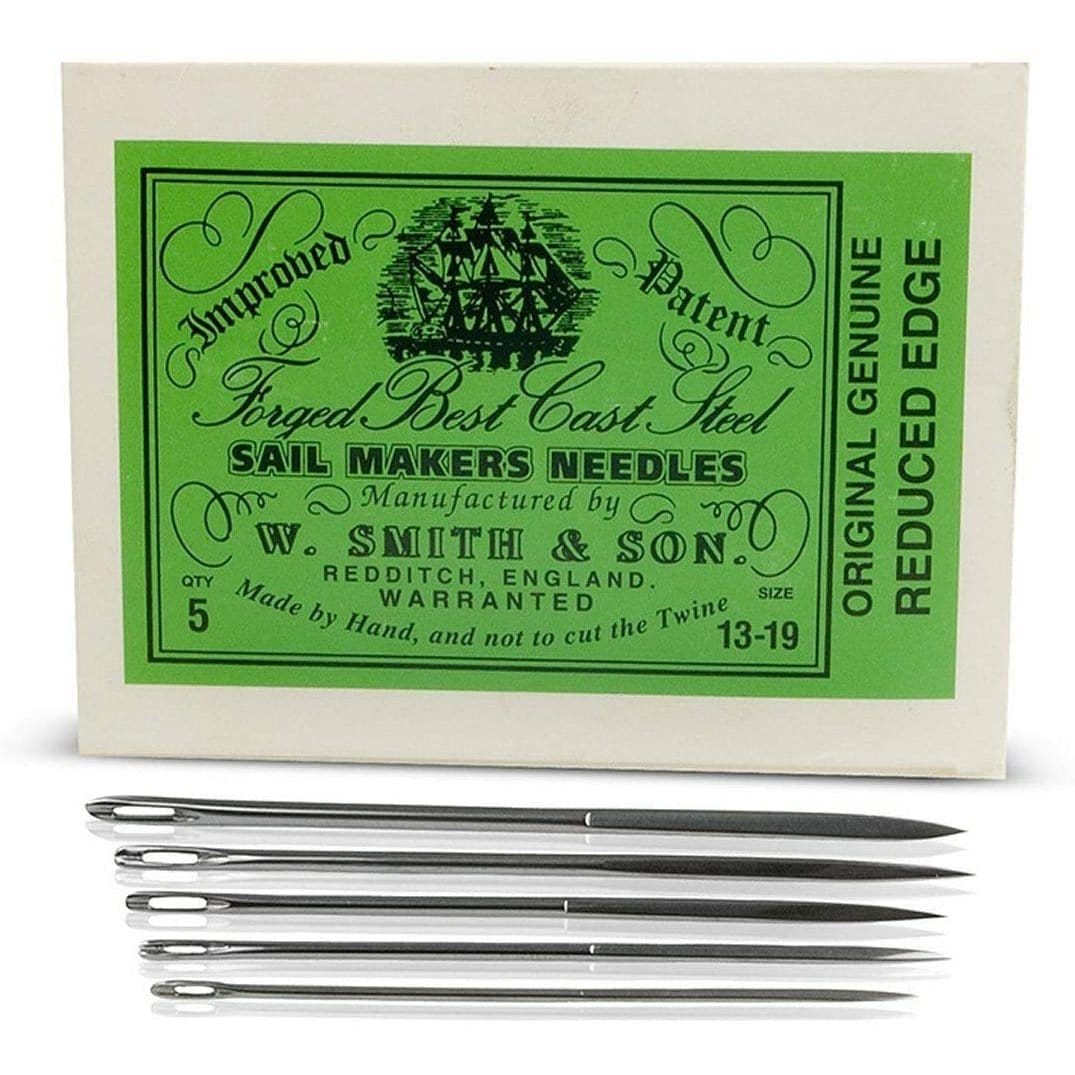 Improved
Patent
Forged Best Cast Steel
SAIL MAKERS NEEDLES
Manufactured by
W. SMITH & SON.
REDDITCH, ENGLAND.
WARRANTED
Made by Hand, and not to cut the Twine
QTY
5
SIZE
13-19
ORIGINAL GENUINE
REDUCED EDGE